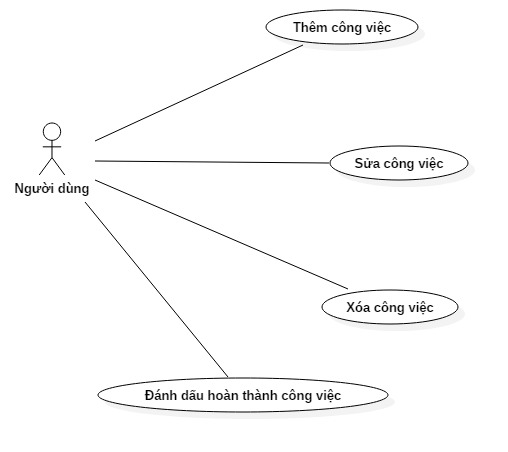 Thêm công việc
Sửa công việc
Người dùng
Xóa công việc
Đánh dấu hoàn thành công việc